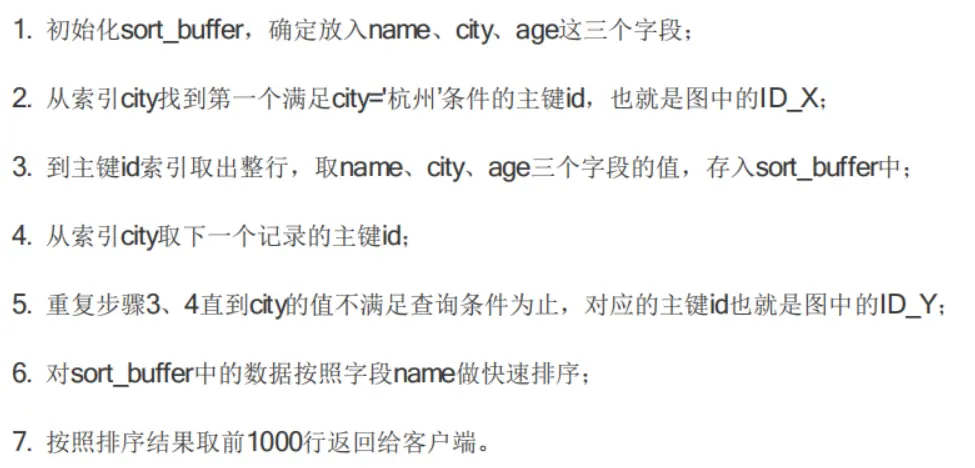 1. 初始化sort_buffer，确定放入name、city、age这三个字段；
2. 从索引city找到第一个满足city='杭州’条件的主键id，也就是图中的ID_X；
3. 到主键id索引取出整行，取name、city、age三个字段的值，存入sort_buffer中；
4. 从索引city取下一个记录的主键id；
5. 重复步骤3、4直到city的值不满足查询条件为止，对应的主键id也就是图中的ID_Y；
6. 对sort_buffer中的数据按照字段name做快速排序；
7. 按照排序结果取前1000行返回给客户端。